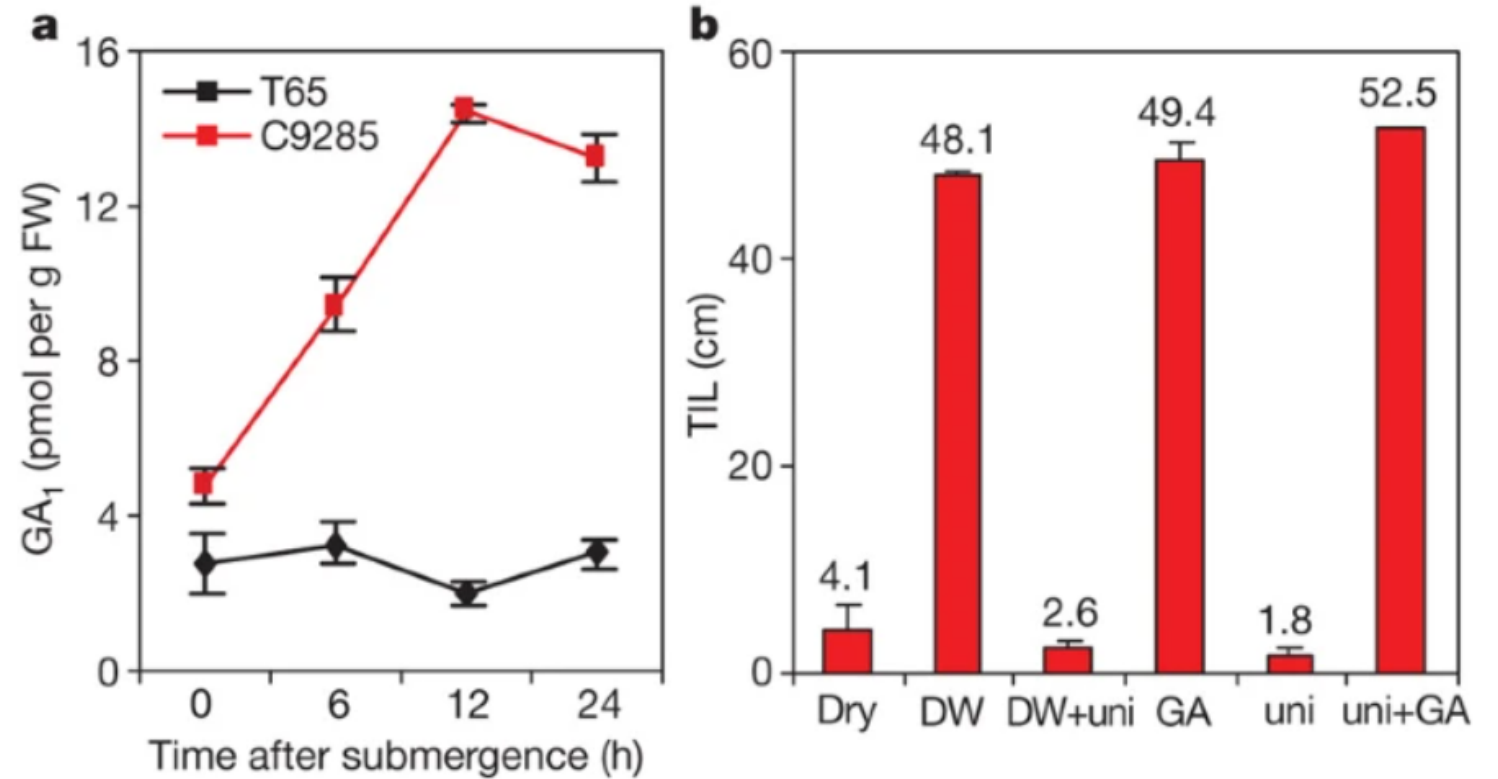 a
16
12
8
4
0
GA₁ (pmol per g FW)
T65
C9285
0 6 12 24
Time after submergence (h)
b
60
40
20
0
TIL (cm)
4.1
48.1
2.6
49.4
1.8
52.5
Dry DW DW+uni GA uni uni+GA